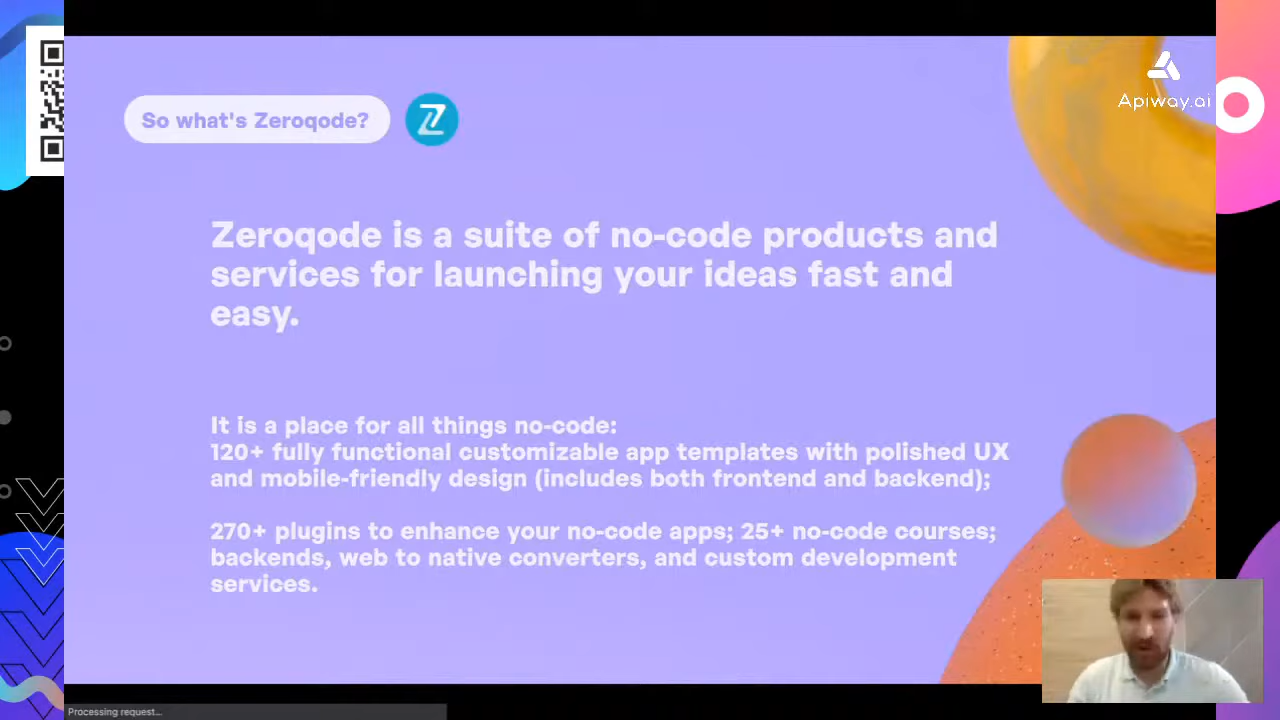 So what's Zeroqode?
Apiway.ai
Zeroqode is a suite of no-code products and
services for launching your ideas fast and
easy.
It is a place for all things no-code:
120+ fully functional customizable app templates with polished UX
and mobile-friendly design (includes both frontend and backend);
270+ plugins to enhance your no-code apps; 25+ no-code courses;
backends, web to native converters, and custom development
services.
Processing request...